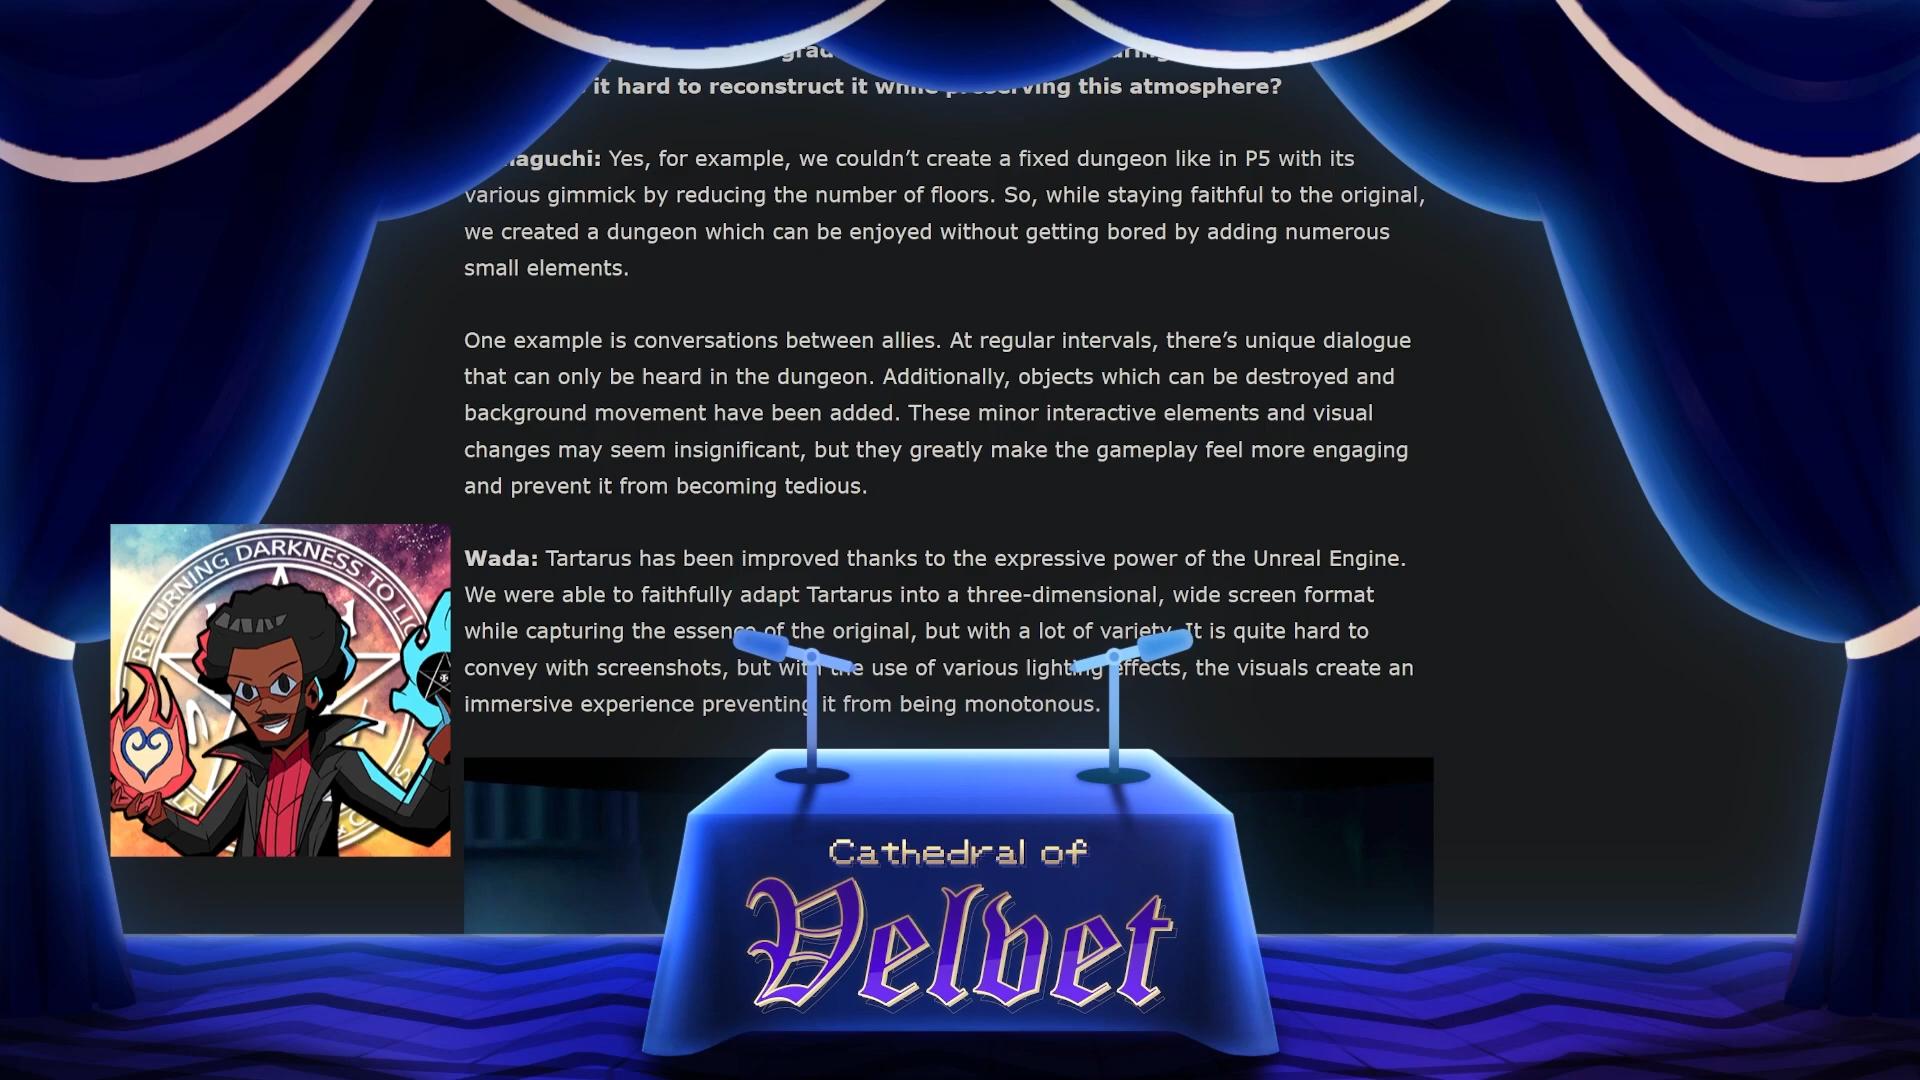 it hard to reconstruct it while preserving this atmosphere?
aguchi: Yes, for example, we couldn’t create a fixed dungeon like in P5 with its
various gimmick by reducing the number of floors. So, while staying faithful to the original,
we created a dungeon which can be enjoyed without getting bored by adding numerous
small elements.
One example is conversations between allies. At regular intervals, there’s unique dialogue
that can only be heard in the dungeon. Additionally, objects which can be destroyed and
background movement have been added. These minor interactive elements and visual
changes may seem insignificant, but they greatly make the gameplay feel more engaging
and prevent it from becoming tedious.
Wada: Tartarus has been improved thanks to the expressive power of the Unreal Engine.
We were able to faithfully adapt Tartarus into a three-dimensional, wide screen format
while capturing the essence of the original, but with a lot of variety. It is quite hard to
convey with screenshots, but with the use of various lighting effects, the visuals create an
immersive experience preventing it from being monotonous.
RETURNING DARKNESS TO
Cathedral of
Velvet